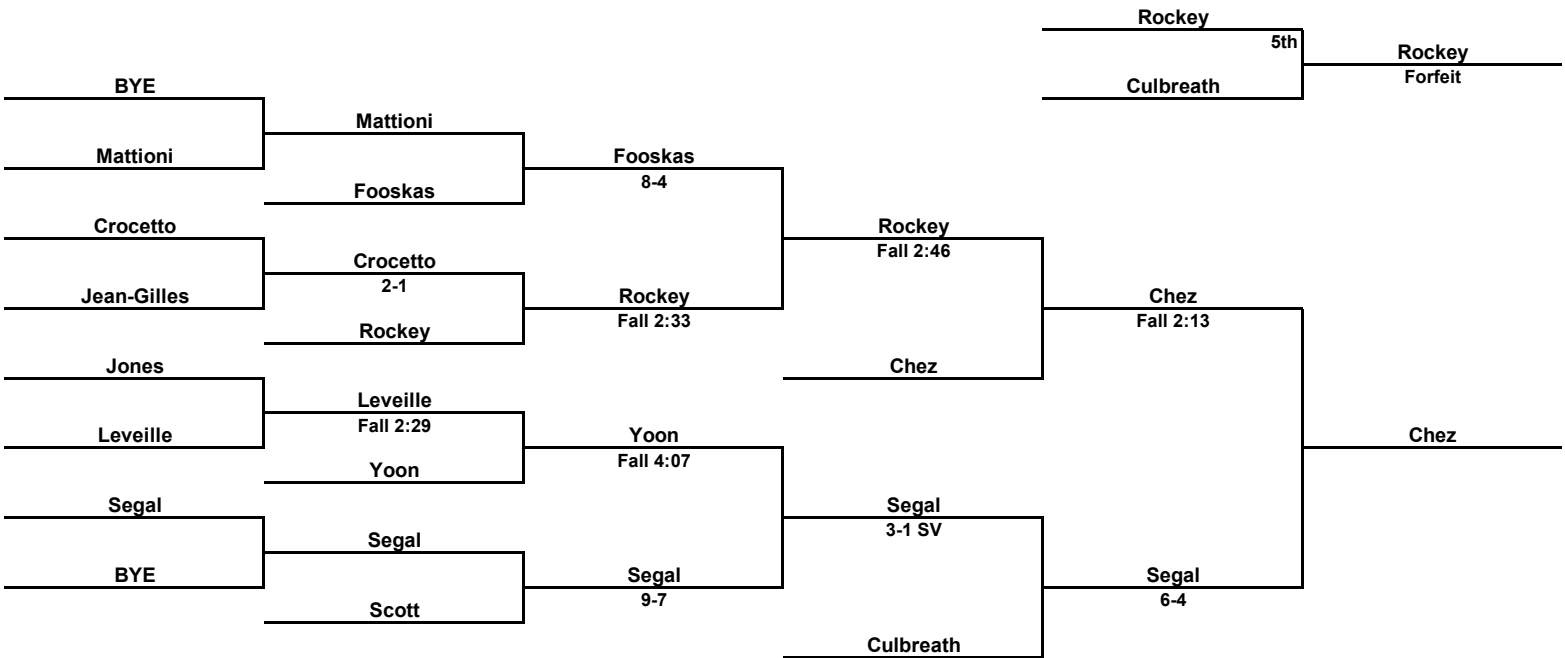 Rockey
5th
Rockey
Forfeit
Culbreath
BYE
Mattioni
Mattioni
Fooskas
8-4
Fooskas
Crocetto
Rockey
Fall 2:46
Crocetto
2-1
Jean-Gilles
Rockey
Fall 2:33
Chez
Fall 2:13
Rockey
Jones
Chez
Leveille
Fall 2:29
Leveille
Yoon
Fall 4:07
Chez
Yoon
Segal
Segal
3-1 SV
Segal
BYE
Segal
9-7
Segal
6-4
Scott
Culbreath